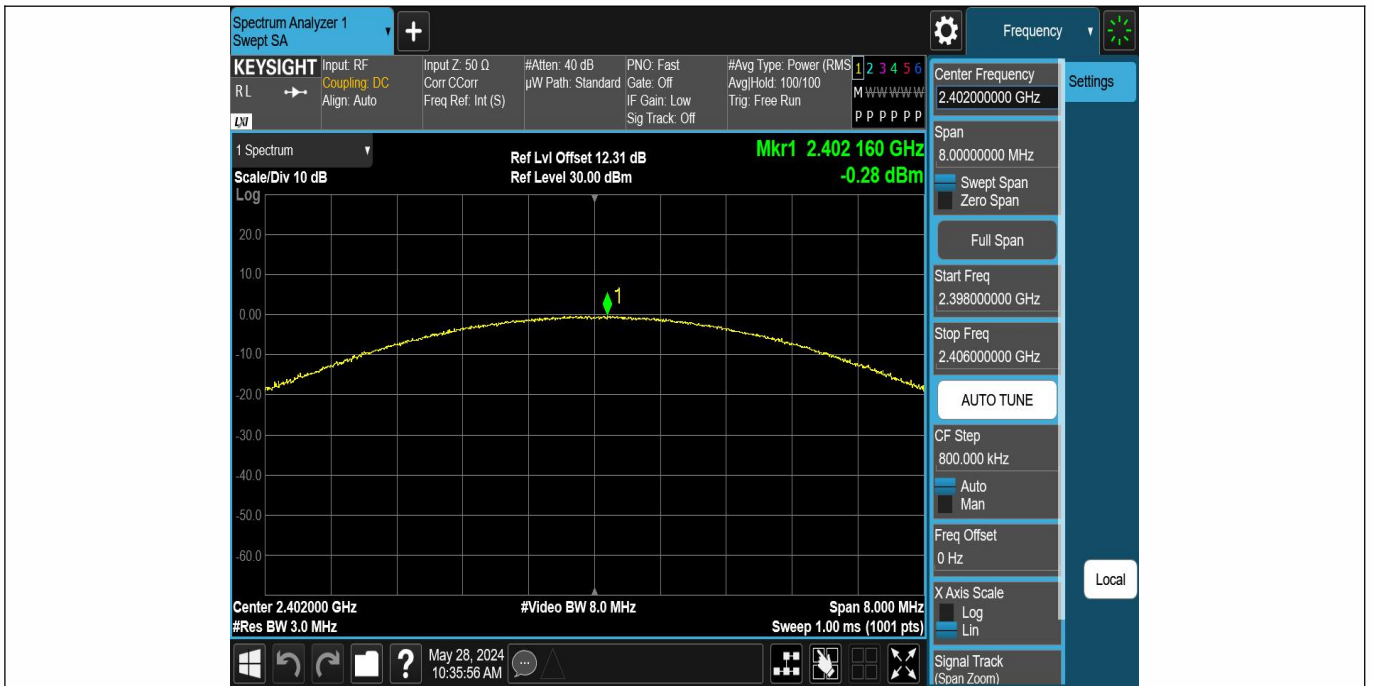 Spectrum Analyzer 1
Swept SA
+
Frequency
KEYSIGHT
RL
LXI
Input: RF
Coupling: DC
Align: Auto
Input Z: 50 Ω
Corr CCorr
Freq Ref: Int (S)
#Atten: 40 dB
µW Path: Standard
PNO: Fast
Gate: Off
IF Gain: Low
Sig Track: Off
#Avg Type: Power (RMS
Avg|Hold: 100/100
Trig: Free Run
1 2 3 4 5 6
M W W W W W
P P P P P P
1 Spectrum
Scale/Div 10 dB
Log
Ref Lvl Offset 12.31 dB
Ref Level 30.00 dBm
Mkr1 2.402 160 GHz
-0.28 dBm
20.0
10.0
0.00
-10.0
-20.0
-30.0
-40.0
-50.0
-60.0
1
Center 2.402000 GHz
#Res BW 3.0 MHz
#Video BW 8.0 MHz
Span 8.000 MHz
Sweep 1.00 ms (1001 pts)
Center Frequency
2.402000000 GHz
Settings
Span
8.00000000 MHz
Swept Span
Zero Span
Full Span
Start Freq
2.398000000 GHz
Stop Freq
2.406000000 GHz
AUTO TUNE
CF Step
800.000 kHz
Auto
Man
Freq Offset
0 Hz
X Axis Scale
Log
Lin
Local
Signal Track
(Span Zoom)
?
May 28, 2024
10:35:56 AM